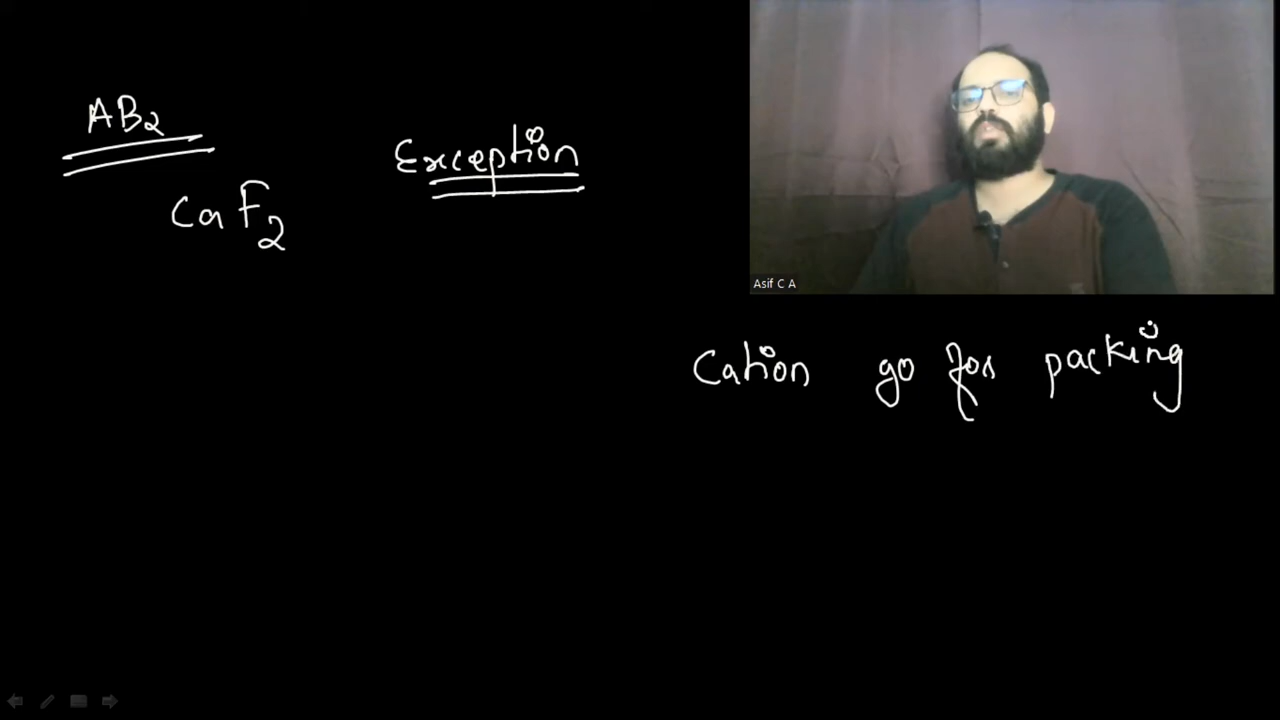 AB2
Exception
CaF2
Asif C A
Cation go for packing